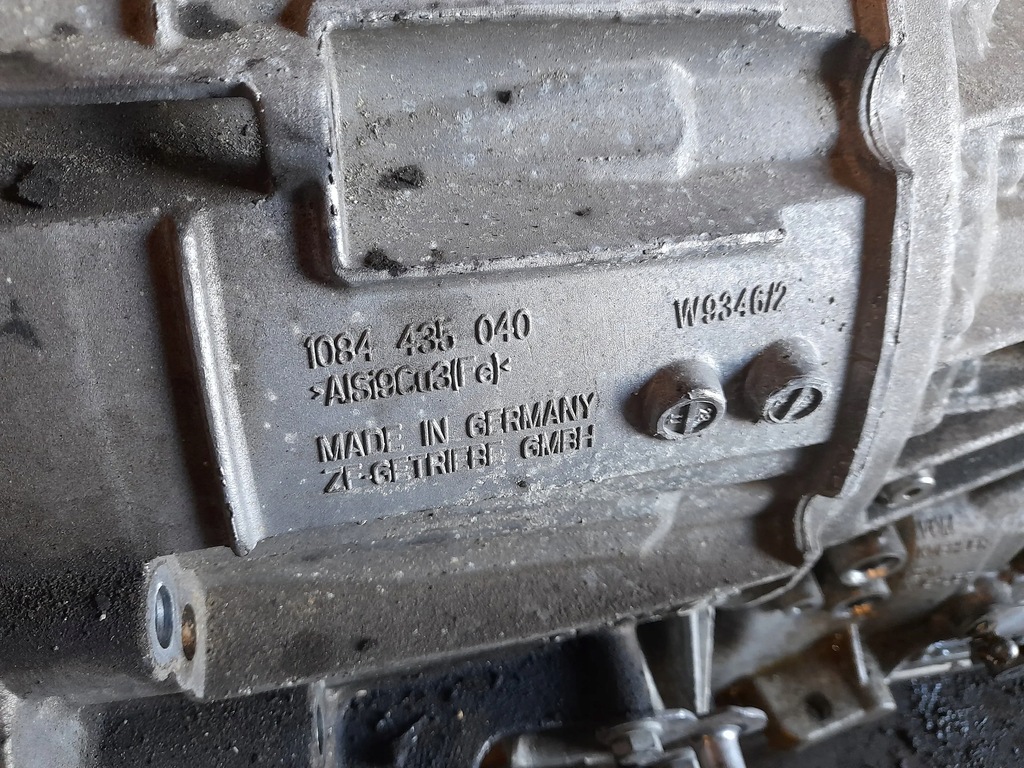 1084 435 040
W9346/2
>AlSi9Cu3(Fe)<
MADE IN GERMANY
ZF-GETRIEBE GMBH